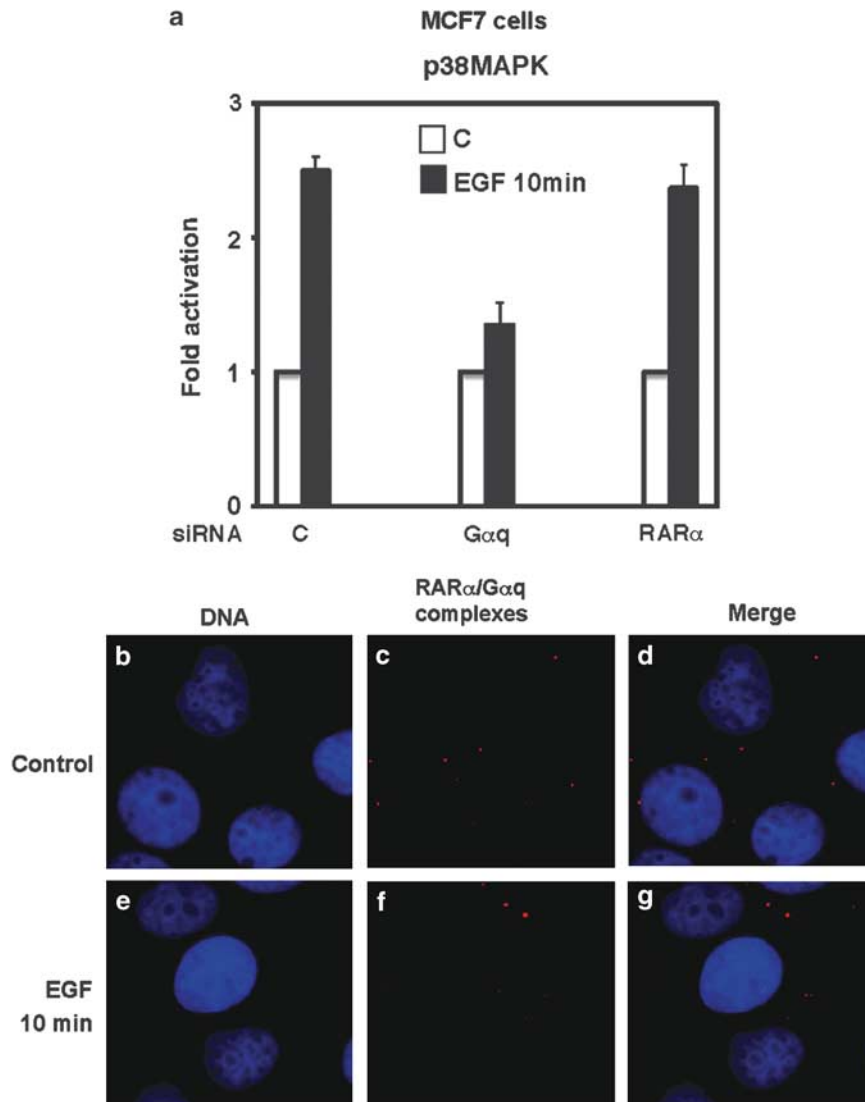 a
MCF7 cells
p38MAPK
3
2
1
0
Fold activation
C
EGF 10min
siRNA C Gαq RARα
DNA
RARα/Gαq
complexes
Merge
Control
b
c
d
EGF
10 min
e
f
g